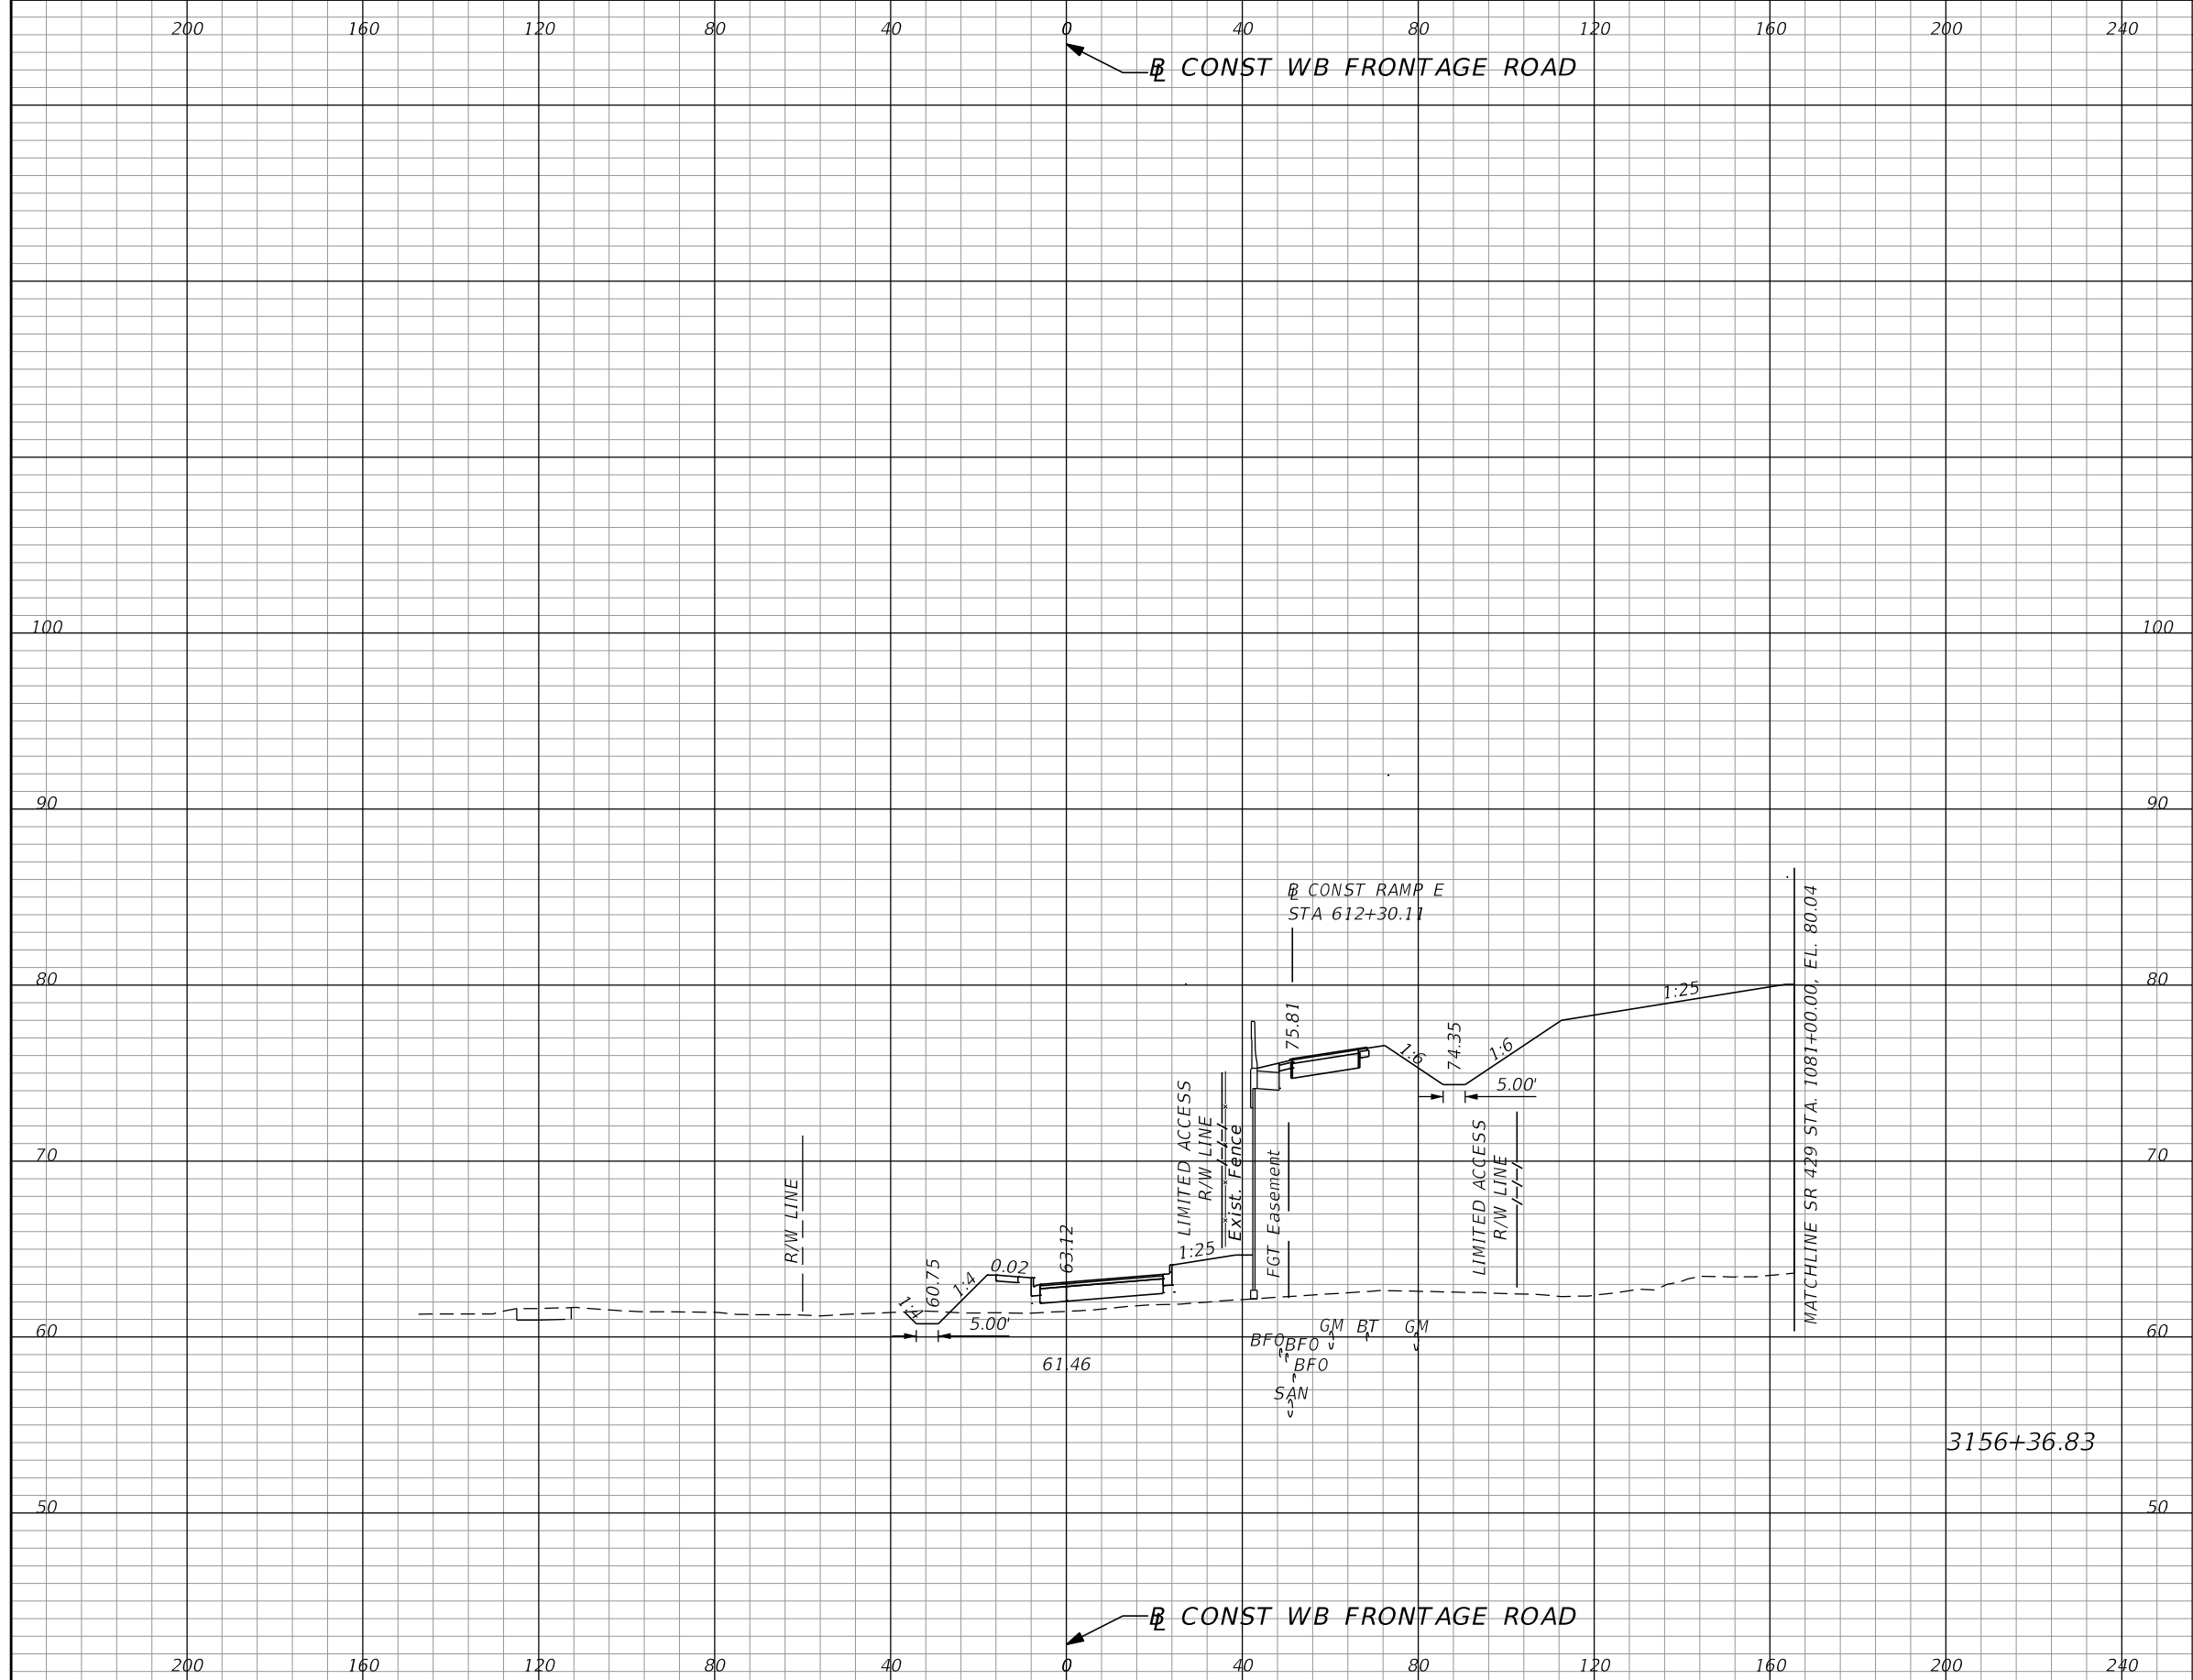 200 160 120 80 40 0 40 80 120 160 200 240
BL CONST WB FRONTAGE ROAD
100 100
90 90
BL CONST RAMP E
STA 612+30.11
80 80
1:25
75.81
1:6
74.35
1:6
5.00'
MATCHLINE SR 429 STA. 1081+00.00, EL. 80.04
LIMITED ACCESS
R/W LINE
Exist. Fence
FGT Easement
LIMITED ACCESS
R/W LINE
70 70
R/W LINE
63.12
1:25
0.02
60.75
1:4
1:4
5.00'
60 60
61.46
GM BT GM
BFO BFO
BFO
SAN
3156+36.83
50 50
BL CONST WB FRONTAGE ROAD
200 160 120 80 40 0 40 80 120 160 200 240